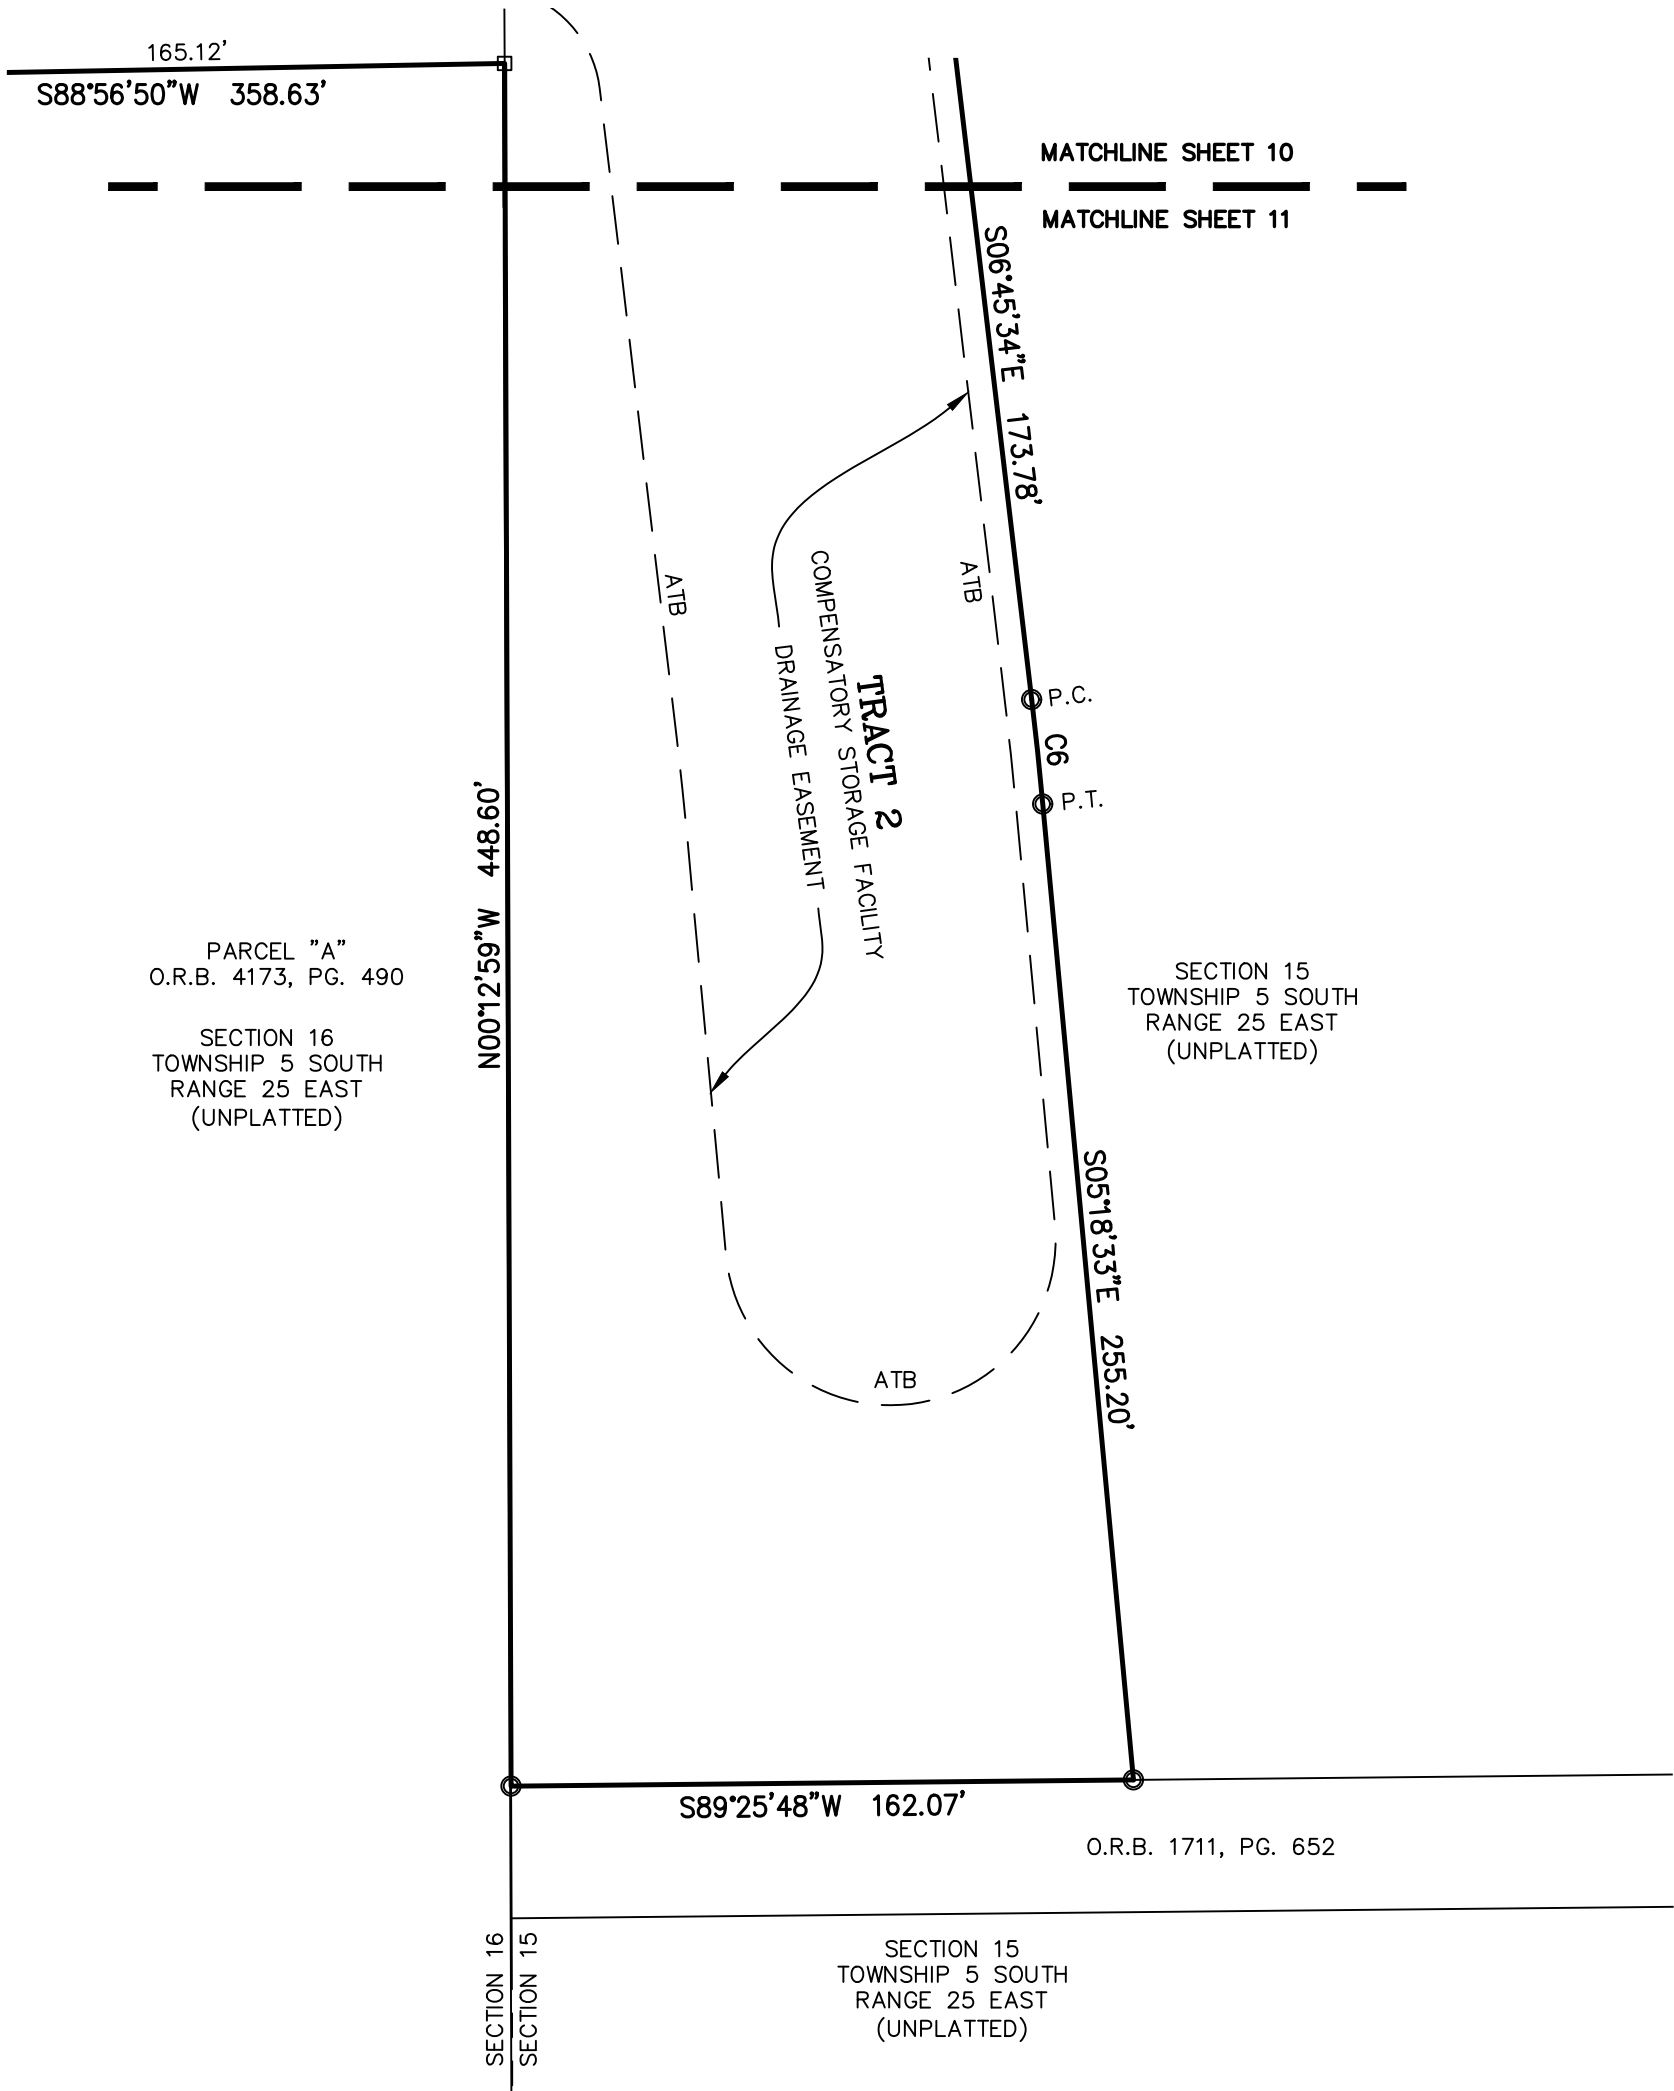 165.12'
S88°56'50"W 358.63'
MATCHLINE SHEET 10
MATCHLINE SHEET 11
S06°45'34"E 173.78'
ATB
ATB
COMPENSATORY STORAGE FACILITY
DRAINAGE EASEMENT
TRACT 2
P.C.
C6
P.T.
N00°12'59"W 448.60'
PARCEL "A"
O.R.B. 4173, PG. 490
SECTION 16
TOWNSHIP 5 SOUTH
RANGE 25 EAST
(UNPLATTED)
SECTION 15
TOWNSHIP 5 SOUTH
RANGE 25 EAST
(UNPLATTED)
S05°18'33"E 255.20'
ATB
S89°25'48"W 162.07'
O.R.B. 1711, PG. 652
SECTION 16
SECTION 15
SECTION 15
TOWNSHIP 5 SOUTH
RANGE 25 EAST
(UNPLATTED)